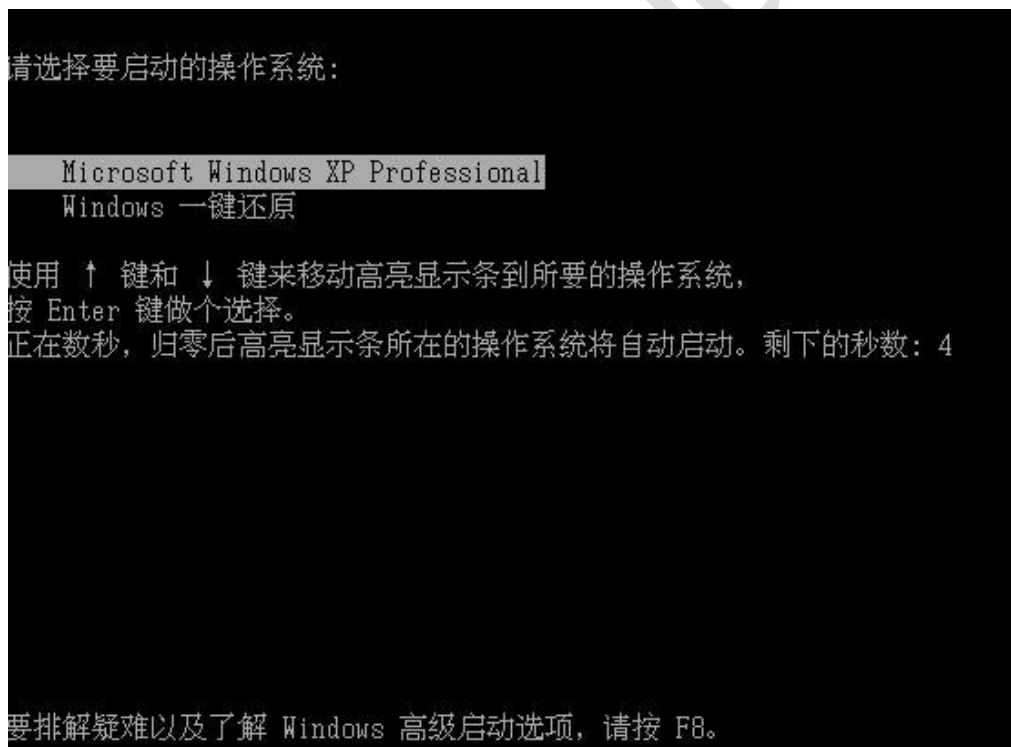 请选择要启动的操作系统:
Microsoft Windows XP Professional
Windows 一键还原
使用 ↑ 键和 ↓ 键来移动高亮显示条到所要的操作系统,
按 Enter 键做个选择。
正在数秒, 归零后高亮显示条所在的操作系统将自动启动。剩下的秒数: 4
要排解疑难以及了解 Windows 高级启动选项, 请按 F8。